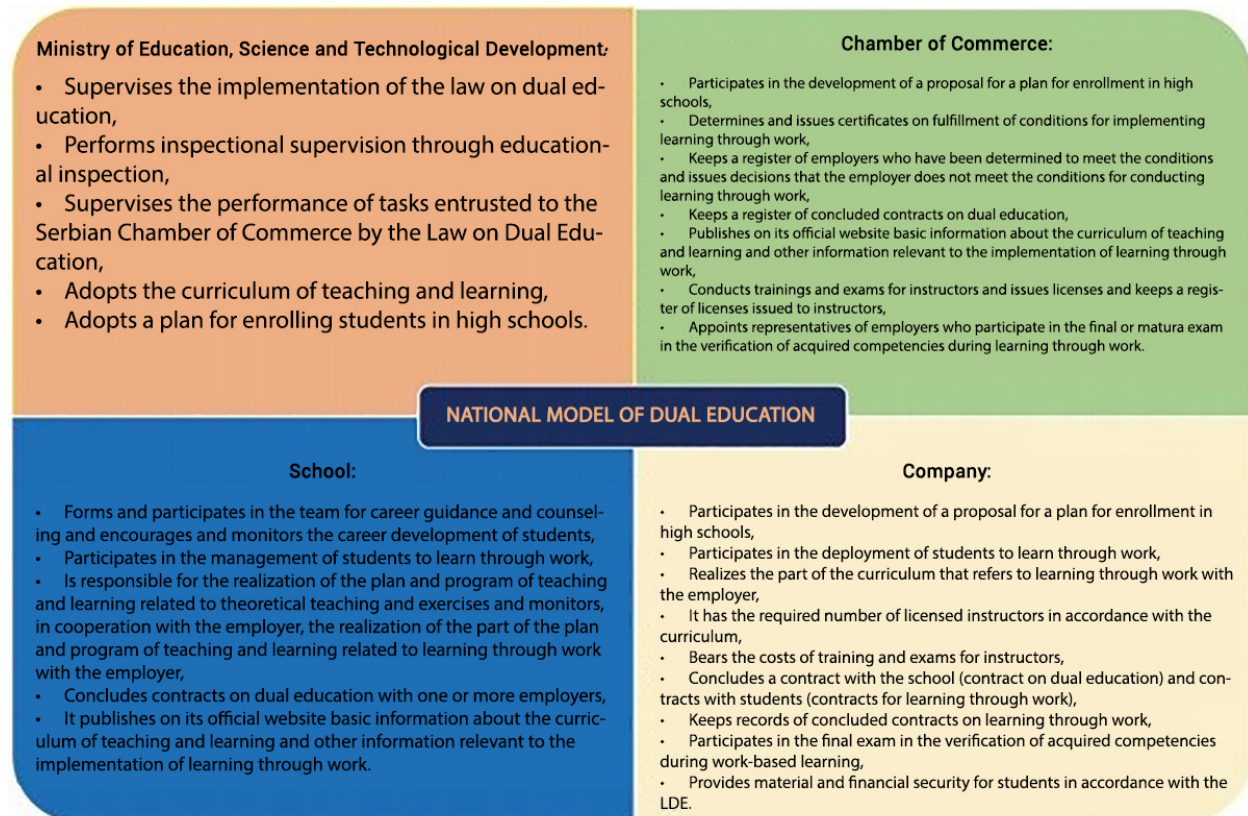 Ministry of Education, Science and Technological Development:
• Supervises the implementation of the law on dual ed-
ucation,
• Performs inspectional supervision through education-
al inspection,
• Supervises the performance of tasks entrusted to the
Serbian Chamber of Commerce by the Law on Dual Edu-
cation,
• Adopts the curriculum of teaching and learning,
• Adopts a plan for enrolling students in high schools.
Chamber of Commerce:
• Participates in the development of a proposal for a plan for enrollment in high
schools,
• Determines and issues certificates on fulfillment of conditions for implementing
learning through work,
• Keeps a register of employers who have been determined to meet the conditions
and issues decisions that the employer does not meet the conditions for conducting
learning through work,
• Keeps a register of concluded contracts on dual education,
• Publishes on its official website basic information about the curriculum of teaching
and learning and other information relevant to the implementation of learning through
work,
• Conducts trainings and exams for instructors and issues licenses and keeps a regis-
ter of licenses issued to instructors,
• Appoints representatives of employers who participate in the final or matura exam
in the verification of acquired competencies during learning through work.
NATIONAL MODEL OF DUAL EDUCATION
School:
• Forms and participates in the team for career guidance and counsel-
ing and encourages and monitors the career development of students,
• Participates in the management of students to learn through work,
• Is responsible for the realization of the plan and program of teaching
and learning related to theoretical teaching and exercises and monitors,
in cooperation with the employer, the realization of the part of the plan
and program of teaching and learning related to learning through work
with the employer,
• Concludes contracts on dual education with one or more employers,
• It publishes on its official website basic information about the curric-
ulum of teaching and learning and other information relevant to the
implementation of learning through work.
Company:
• Participates in the development of a proposal for a plan for enrollment in
high schools,
• Participates in the deployment of students to learn through work,
• Realizes the part of the curriculum that refers to learning through work with
the employer,
• It has the required number of licensed instructors in accordance with the
curriculum,
• Bears the costs of training and exams for instructors,
• Concludes a contract with the school (contract on dual education) and con-
tracts with students (contracts for learning through work),
• Keeps records of concluded contracts on learning through work,
• Participates in the final exam in the verification of acquired competencies
during work-based learning,
• Provides material and financial security for students in accordance with the
LDE.